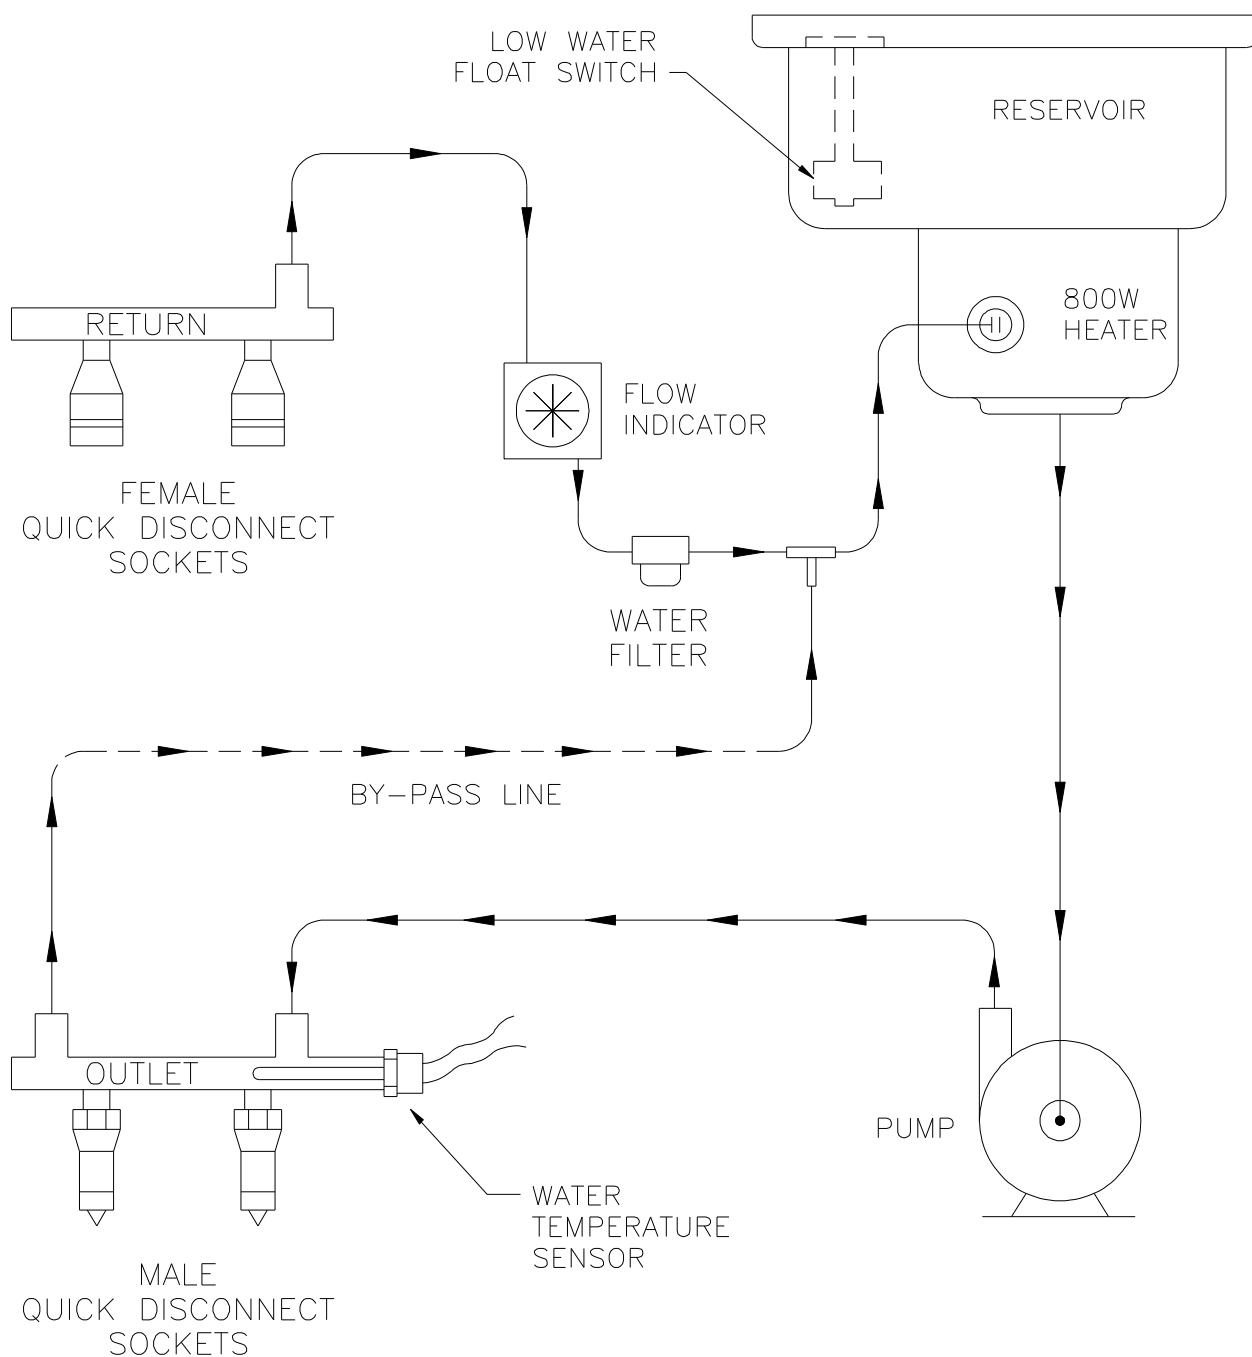 LOW WATER
FLOAT SWITCH
RESERVOIR
RETURN
800W
HEATER
FLOW
INDICATOR
FEMALE
QUICK DISCONNECT
SOCKETS
WATER
FILTER
BY-PASS LINE
OUTLET
PUMP
WATER
TEMPERATURE
SENSOR
MALE
QUICK DISCONNECT
SOCKETS